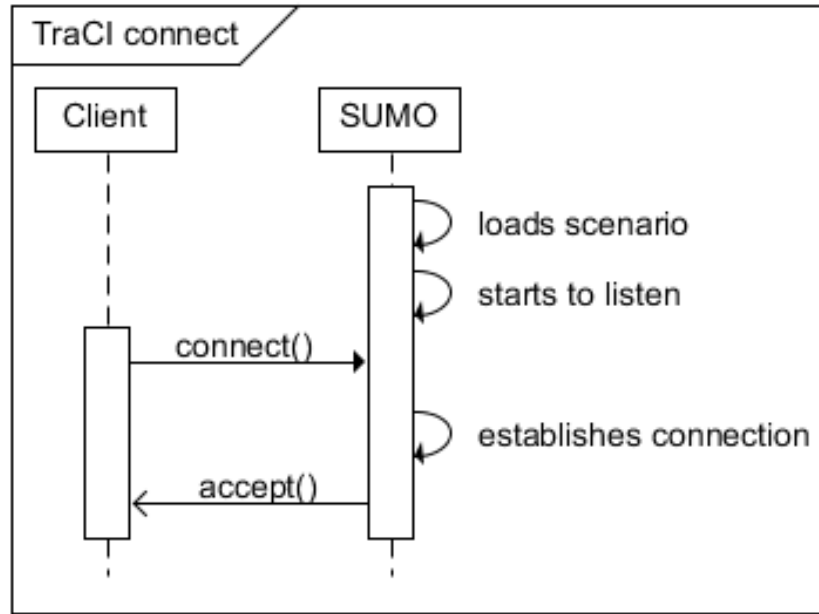 TraCI connect
Client
SUMO
loads scenario
starts to listen
connect()
establishes connection
accept()